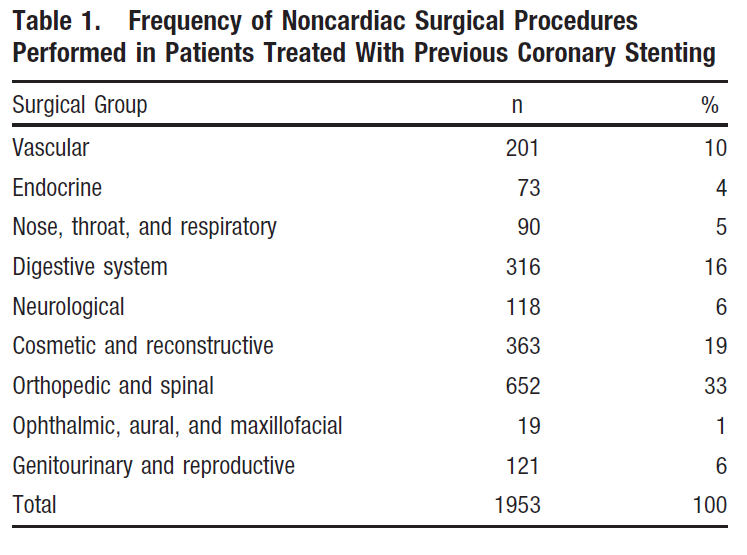 Table 1. Frequency of Noncardiac Surgical Procedures
Performed in Patients Treated With Previous Coronary Stenting
Surgical Group n %
Vascular 201 10
Endocrine 73 4
Nose, throat, and respiratory 90 5
Digestive system 316 16
Neurological 118 6
Cosmetic and reconstructive 363 19
Orthopedic and spinal 652 33
Ophthalmic, aural, and maxillofacial 19 1
Genitourinary and reproductive 121 6
Total 1953 100